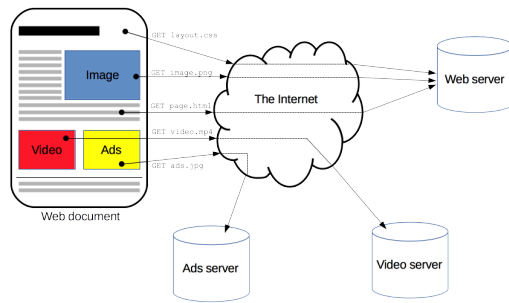 GET layout.css
Image
GET image.png
Web server
The Internet
GET page.html
GET video.mp4
Video
Ads
GET ads.jpg
Web document
Ads server
Video server